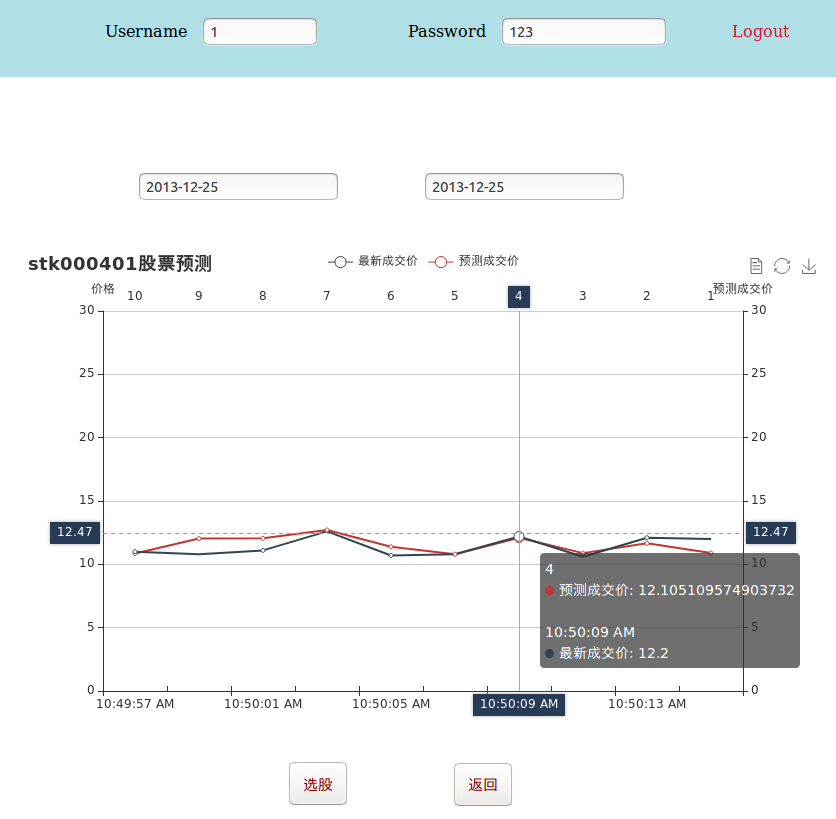 Username 1 Password 123 Logout
2013-12-25 2013-12-25
stk000401股票预测 最新成交价 预测成交价
价格 预测成交价
10 9 8 7 6 5 4 3 2 1
30 30
25 25
20 20
15 15
12.47 12.47
10 10
4
预测成交价: 12.105109574903732
5 5
10:50:09 AM
最新成交价: 12.2
0 0
10:49:57 AM 10:50:01 AM 10:50:05 AM 10:50:09 AM 10:50:13 AM
选股 返回